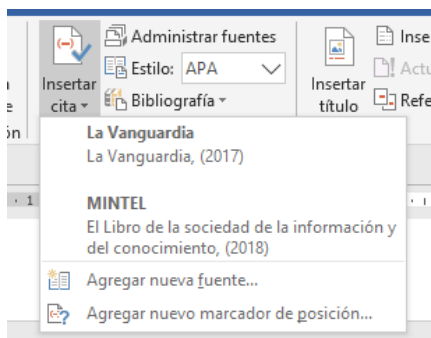 Administrar fuentes
Estilo: APA
Bibliografía
Insertar
cita
Insertar
título
La Vanguardia
La Vanguardia, (2017)
MINTEL
El Libro de la sociedad de la información y
del conocimiento, (2018)
Agregar nueva fuente...
Agregar nuevo marcador de posición...
1